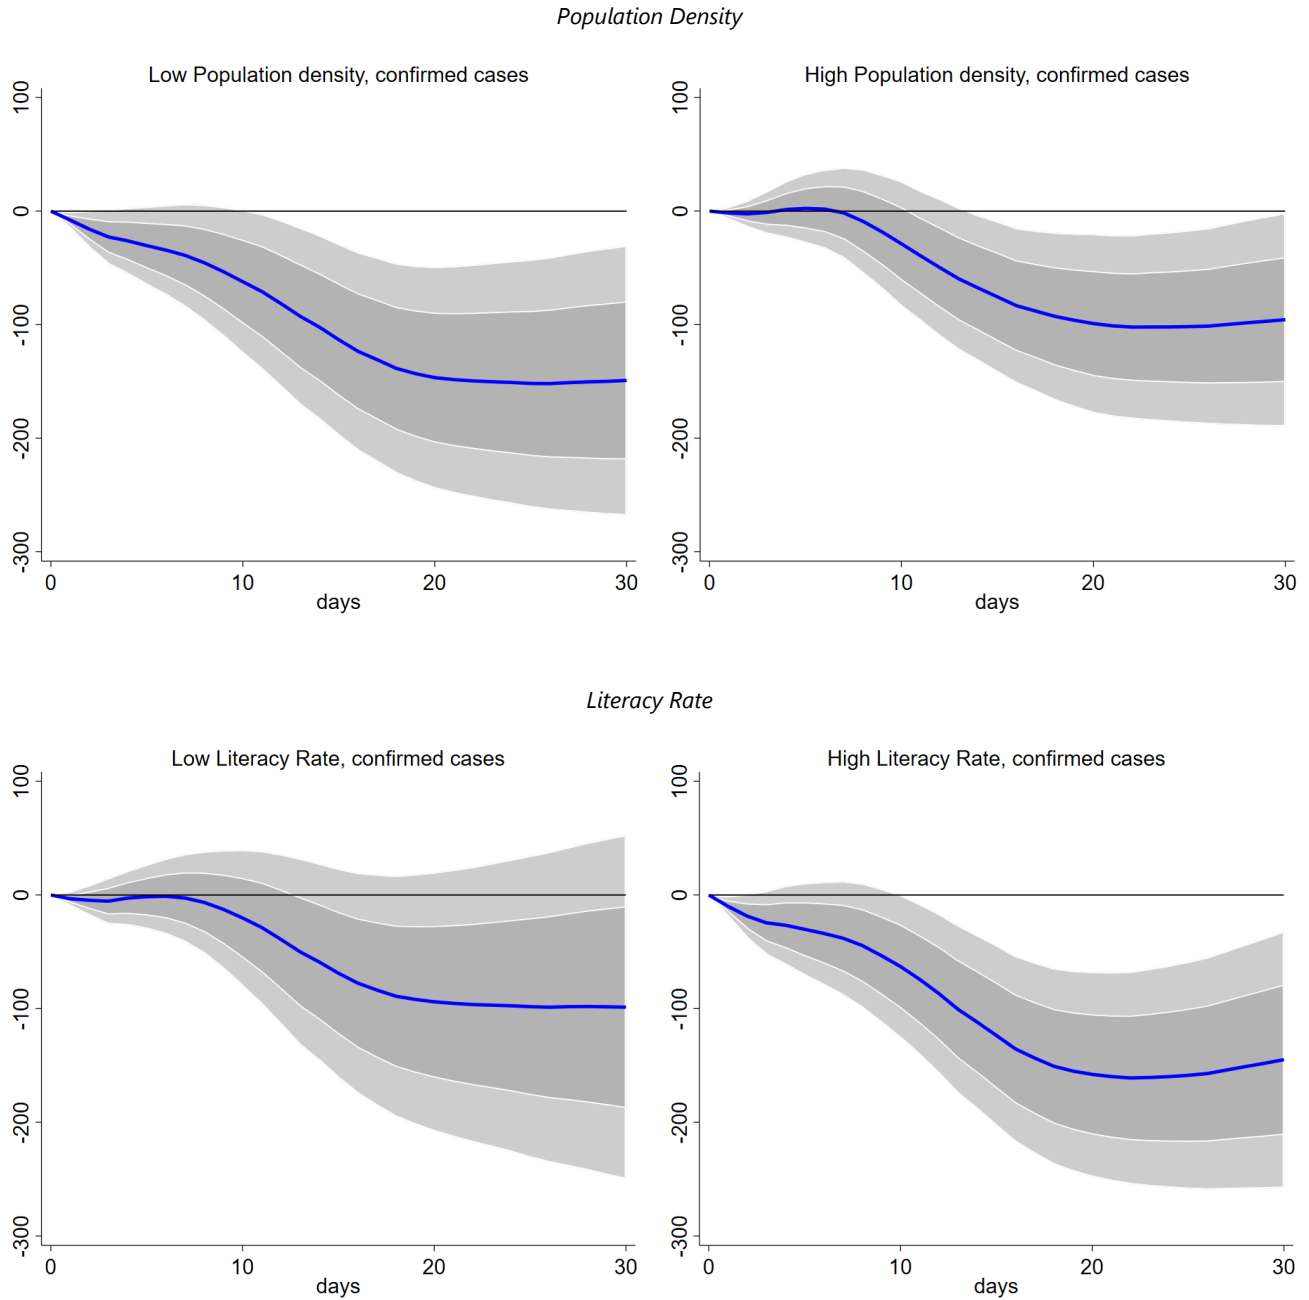 Population Density
Low Population density, confirmed cases
100
0
-100
-200
-300
0 10 20 30
days
High Population density, confirmed cases
100
0
-100
-200
-300
0 10 20 30
days
Literacy Rate
Low Literacy Rate, confirmed cases
100
0
-100
-200
-300
0 10 20 30
days
High Literacy Rate, confirmed cases
100
0
-100
-200
-300
0 10 20 30
days